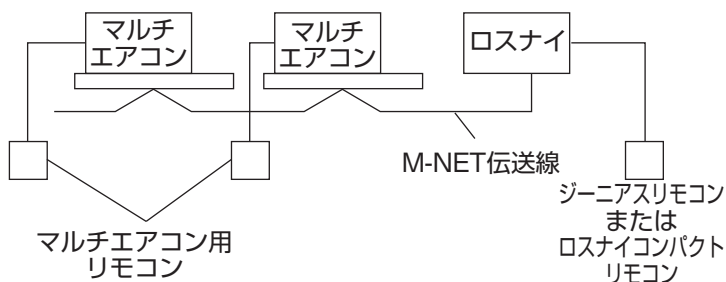 マルチ
エアコン
マルチ
エアコン
ロスナイ
M-NET伝送線
マルチエアコン用
リモコン
ジーニアスリモコン
または
ロスナイコンパクト
リモコン